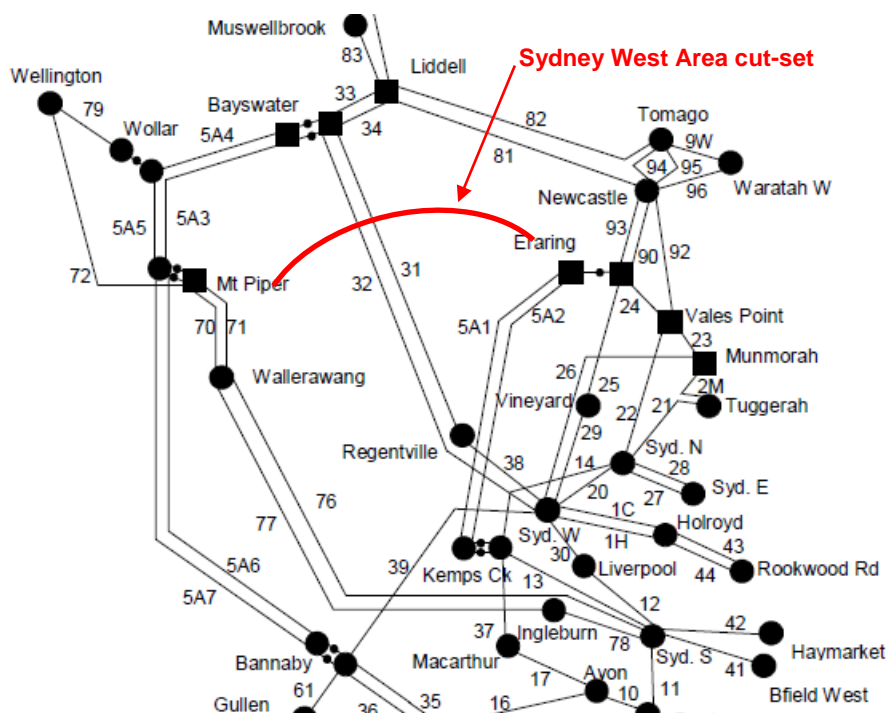 Muswellbrook
Sydney West Area cut-set
83
Liddell
Wellington
79
Bayswater
33
34
Wollar
5A4
82
81
Tomago
9W
94
95
Waratah W
96
Newcastle
5A5
5A3
93
90
92
Eraring
31
32
72
Mt Piper
24
70
71
5A1
5A2
Vales Point
23
Munmorah
Wallerawang
26
25
Vineyard
22
2M
21
Tuggerah
29
Regentville
38
14
Syd. N
28
Syd. E
20
27
76
1C
Holroyd
Syd. W
1H
43
77
39
30
44
Rookwood Rd
Kemps Ck
Liverpool
13
5A6
5A7
12
42
Ingleburn
37
78
Haymarket
Bannaby
Macarthur
Syd. S
41
Avon
Bfield West
61
17
Gullen
35
36
16
10
11